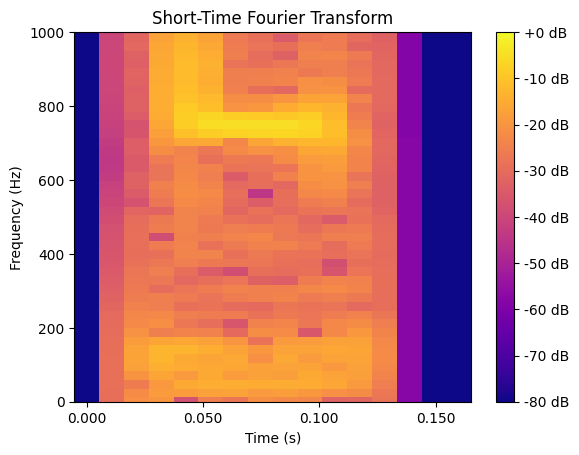 Short-Time Fourier Transform
Frequency (Hz)
1000
800
600
400
200
0
0.000
0.050
0.100
0.150
Time (s)
+0 dB
-10 dB
-20 dB
-30 dB
-40 dB
-50 dB
-60 dB
-70 dB
-80 dB